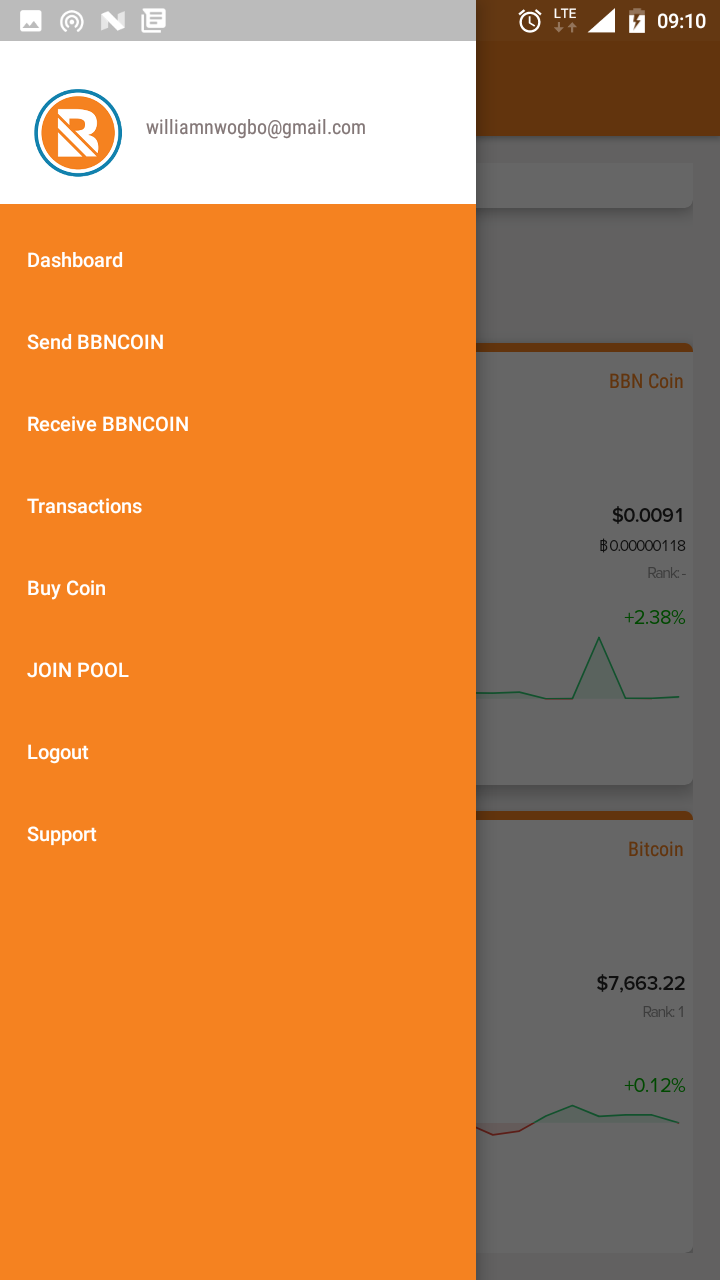 LTE 09:10
williamnwogbo@gmail.com
Dashboard
Send BBNCOIN
Receive BBNCOIN
Transactions
Buy Coin
JOIN POOL
Logout
Support
BBN Coin
$0.0091
฿0.00000118
Rank: -
+2.38%
Bitcoin
$7,663.22
Rank: 1
+0.12%